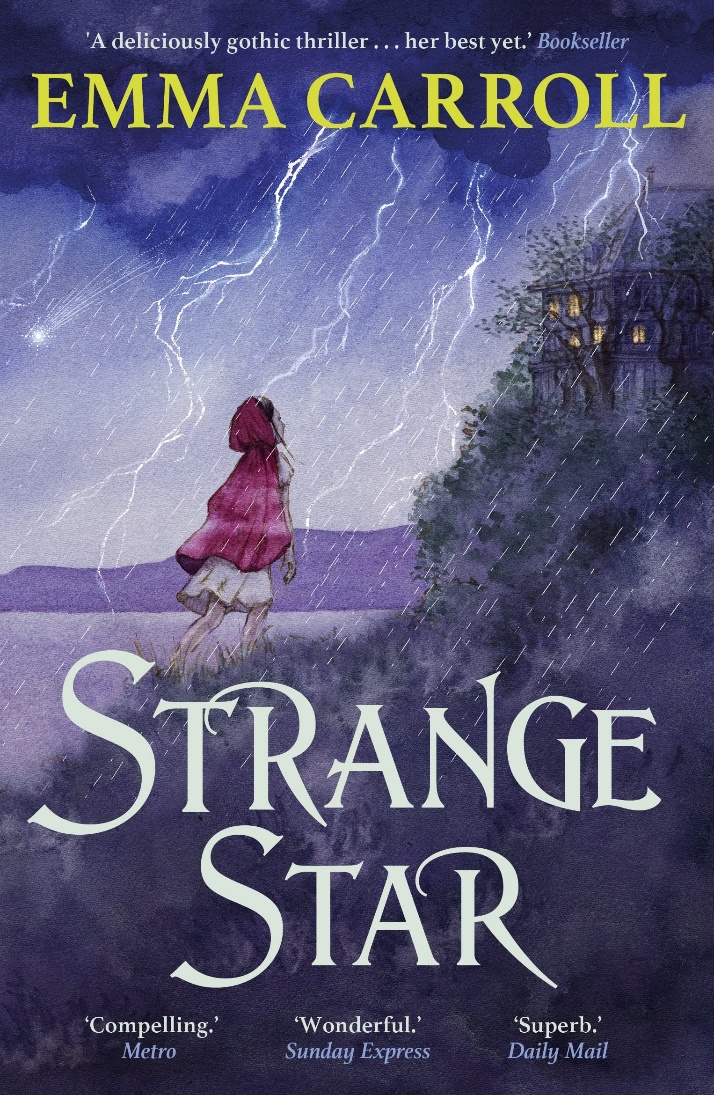 'A deliciously gothic thriller . . . her best yet.' Bookseller
EMMA CARROLL
STRANGE
STAR
‘Compelling.’ ‘Wonderful.’ ‘Superb.’
Metro Sunday Express Daily Mail